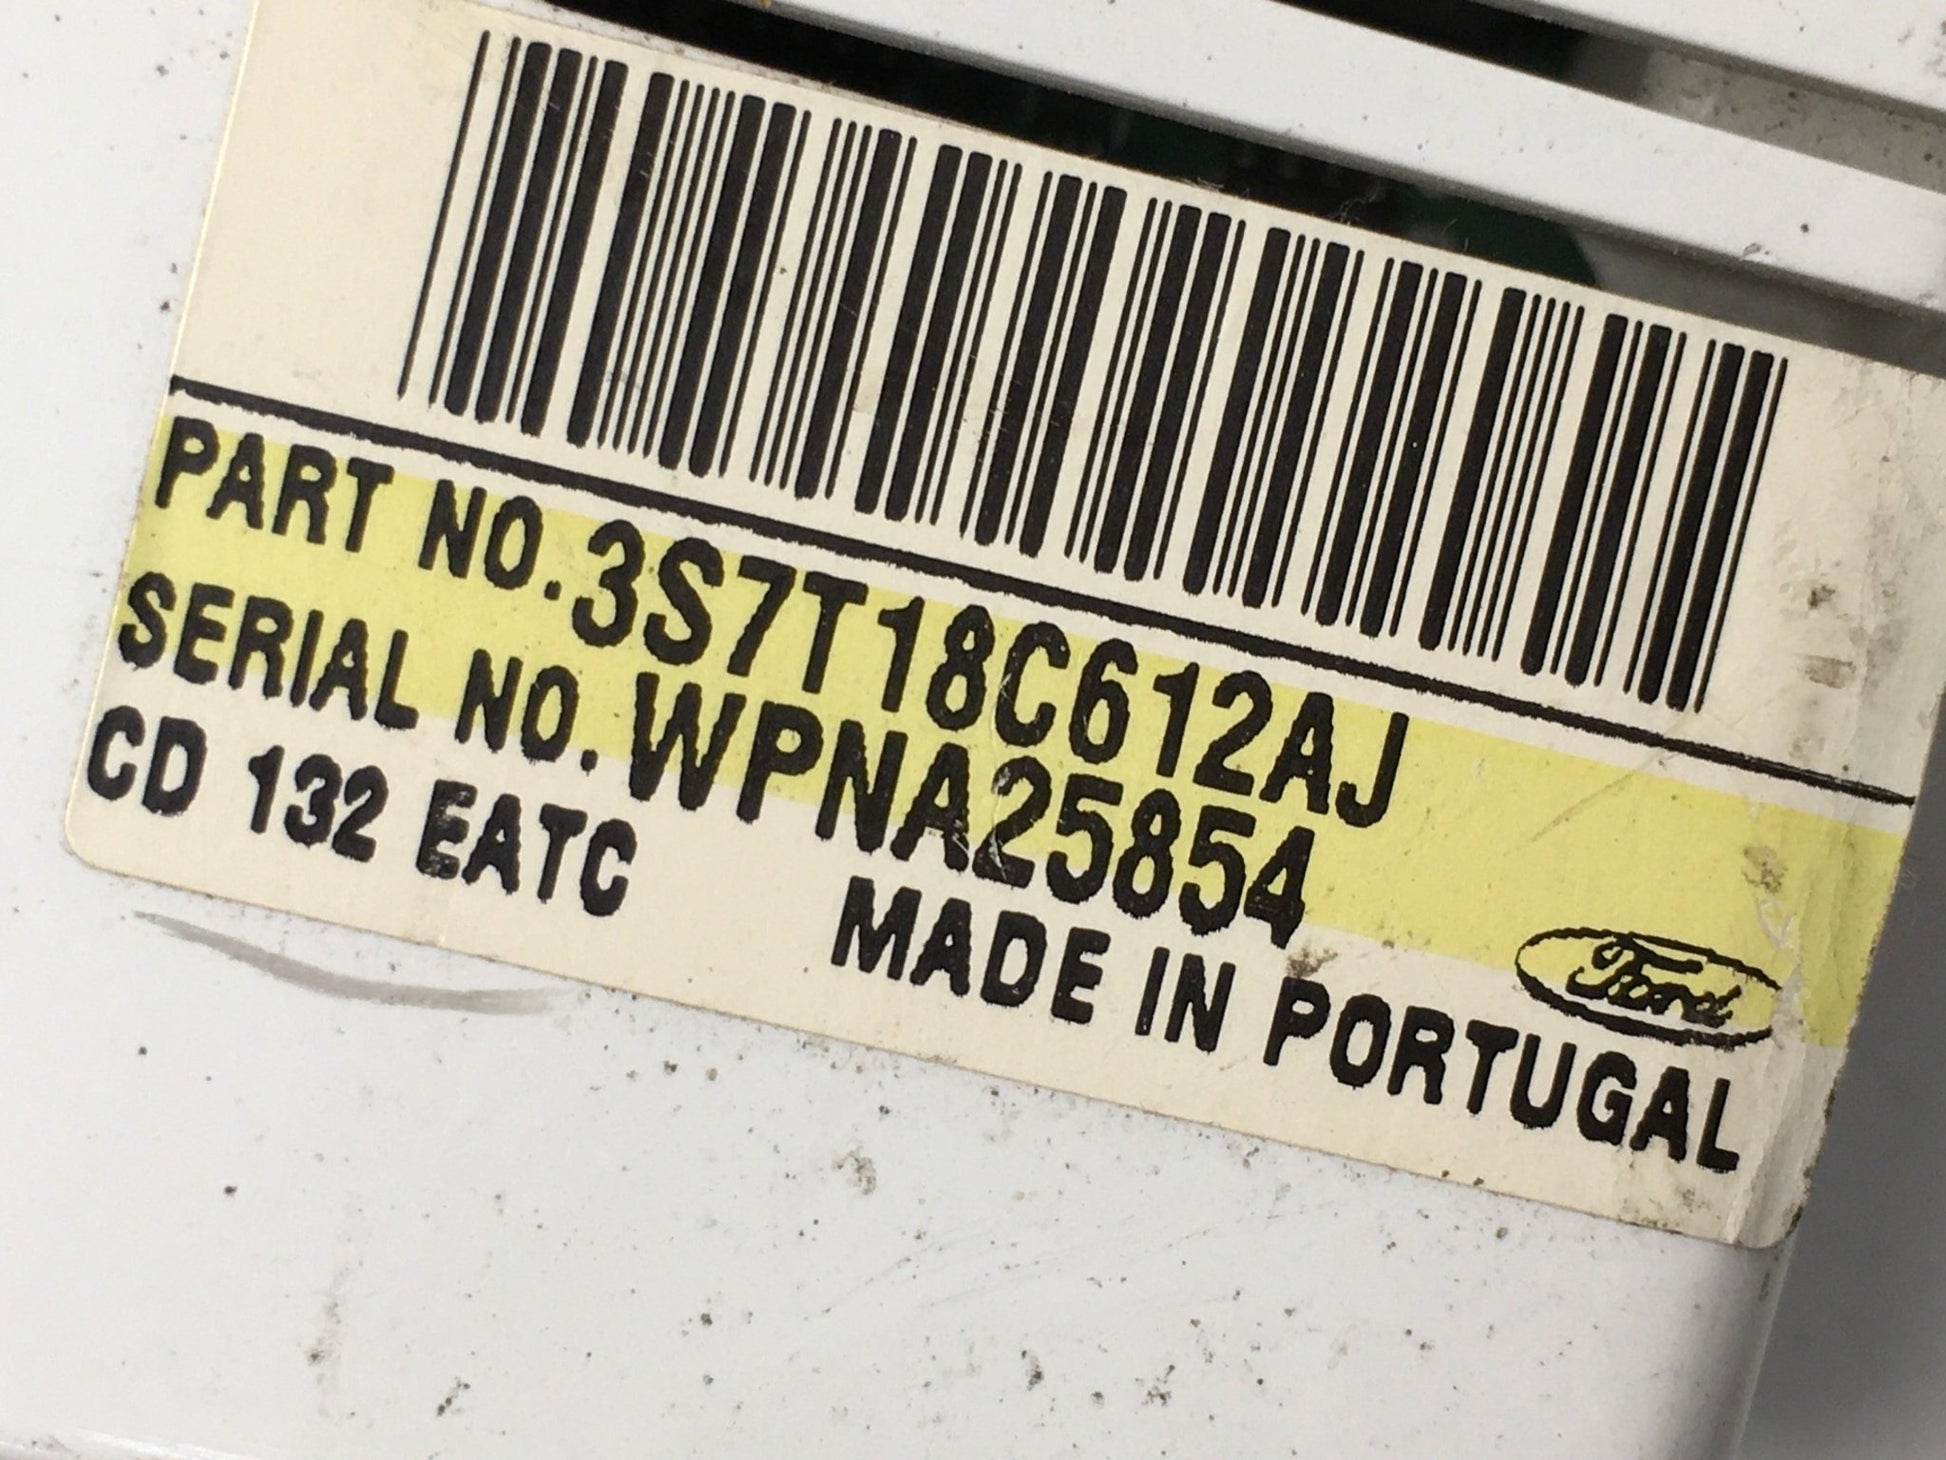 PART NO.3S7T18C612AJ
SERIAL NO.WPNA25854
CD 132 EATC
Ford
MADE IN PORTUGAL